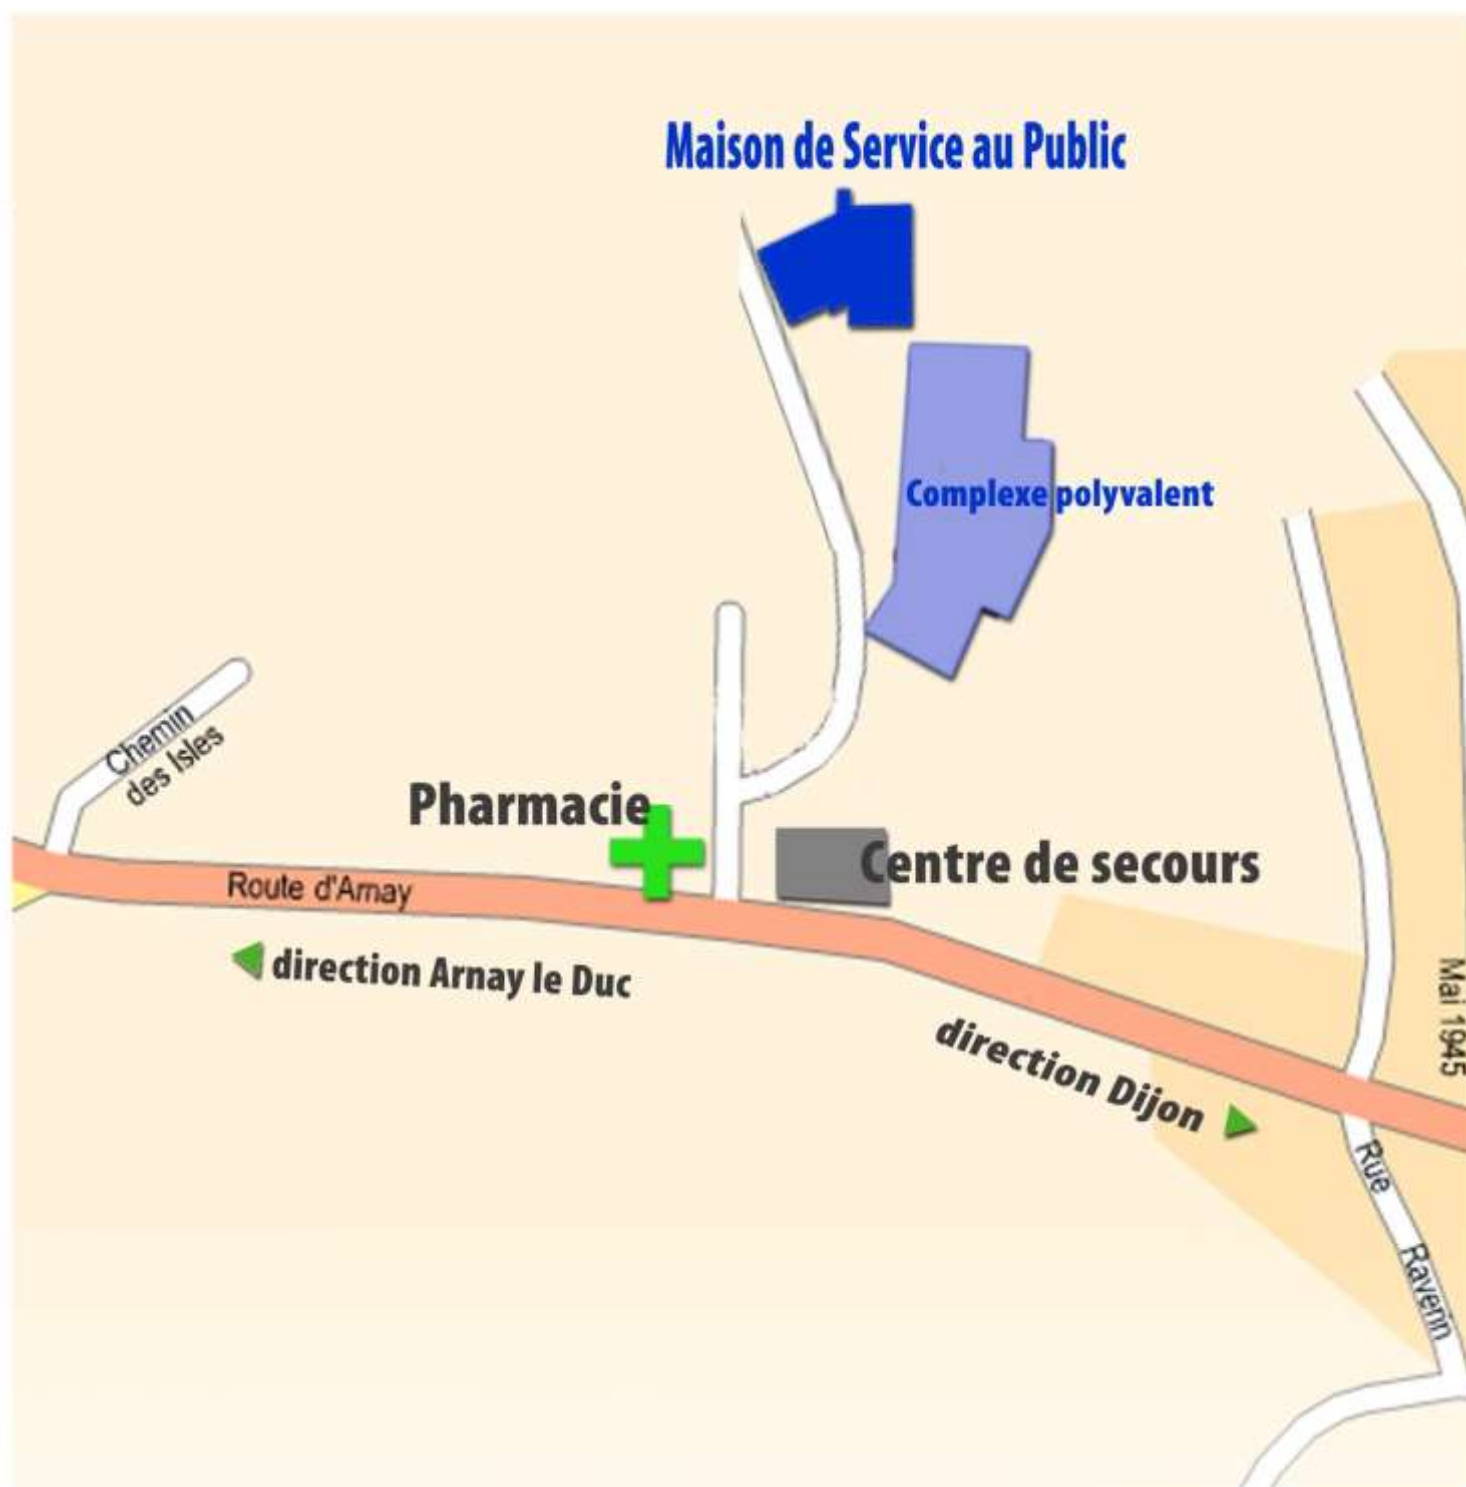 Maison de Service au Public
Complexe polyvalent
Chemin
des Isles
Pharmacie
Centre de secours
Route d'Arnay
direction Arnay le Duc
direction Dijon
Mai 1945
Rue
Raverin